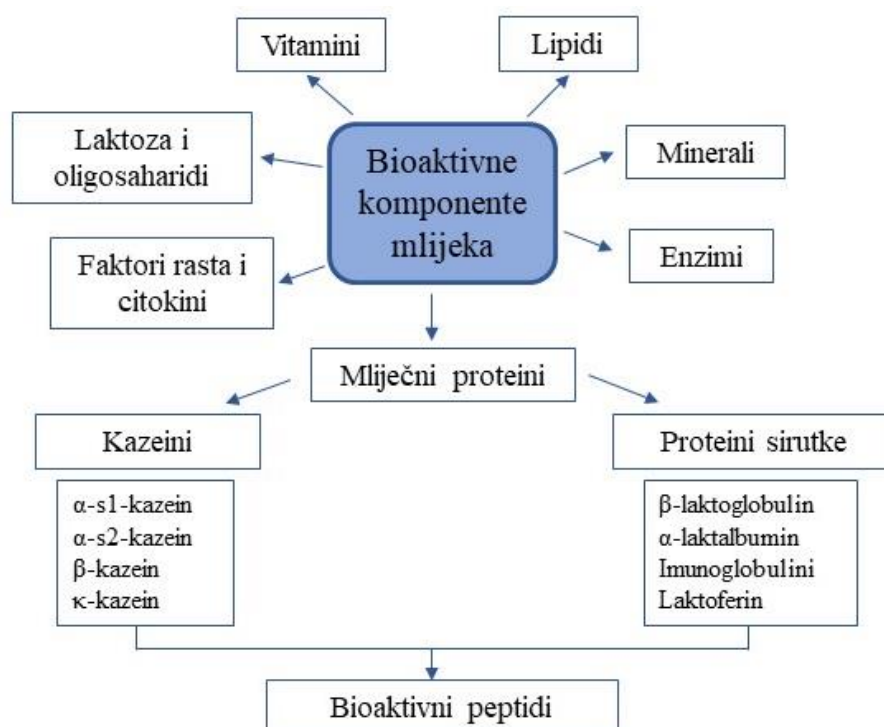 Vitamini
Lipidi
Laktoza i
oligosaharidi
Bioaktivne
komponente
mlijeka
Minerali
Faktori rasta i
citokini
Enzimi
Mliječni proteini
Kazeini
Proteini sirutke
α-s1-kazein
α-s2-kazein
β-kazein
κ-kazein
β-laktoglobulin
α-laktalbumin
Imunoglobulini
Laktoferin
Bioaktivni peptidi